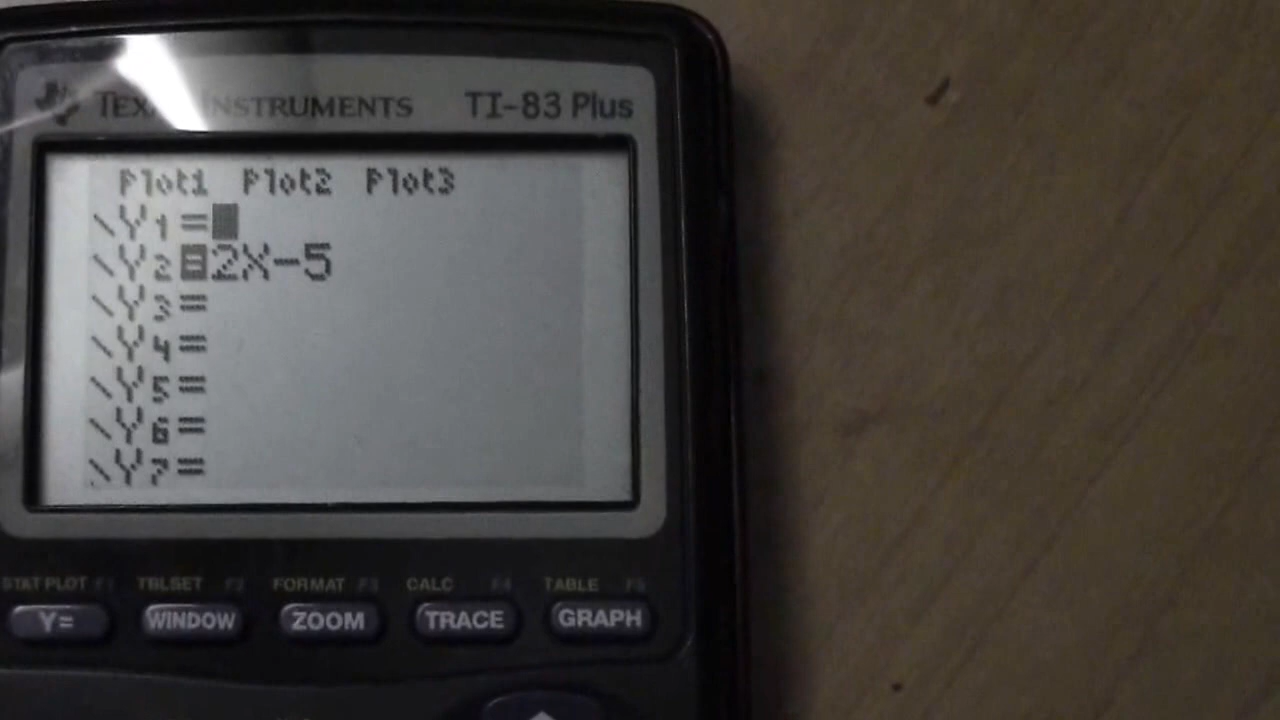 TEXAS INSTRUMENTS TI-83 Plus
Plot1 Plot2 Plot3
\Y1=
\Y2=2X-5
\Y3=
\Y4=
\Y5=
\Y6=
\Y7=
STAT PLOT F1 TBLSET F2 FORMAT F3 CALC F4 TABLE F5
Y= WINDOW ZOOM TRACE GRAPH